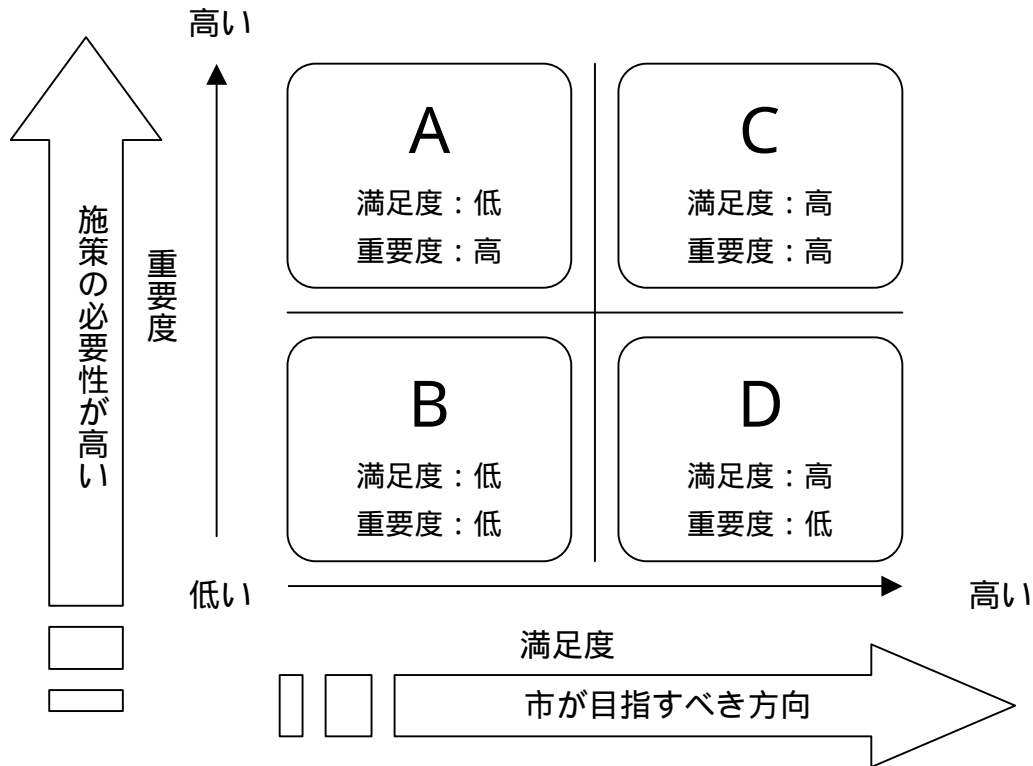 高い
施策の必要性が高い
重要度
A
満足度：低
重要度：高
C
満足度：高
重要度：高
B
満足度：低
重要度：低
D
満足度：高
重要度：低
低い
高い
満足度
市が目指すべき方向